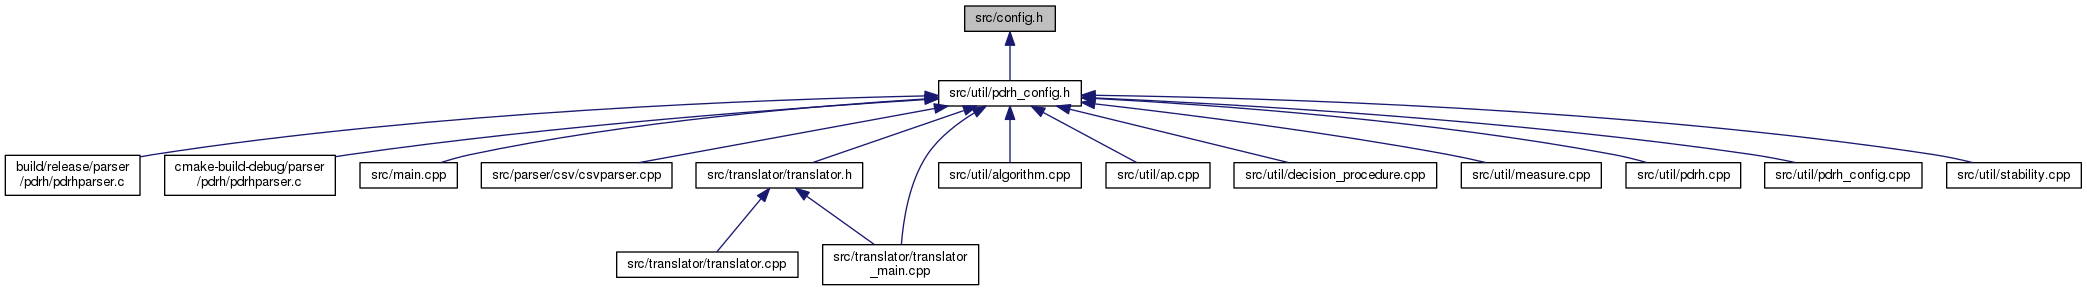 src/config.h
src/util/pdrh_config.h
build/release/parser
/pdrh/pdrhparser.c
cmake-build-debug/parser
/pdrh/pdrhparser.c
src/main.cpp
src/parser/csv/csvparser.cpp
src/translator/translator.h
src/util/algorithm.cpp
src/util/ap.cpp
src/util/decision_procedure.cpp
src/util/measure.cpp
src/util/pdrh.cpp
src/util/pdrh_config.cpp
src/util/stability.cpp
src/translator/translator.cpp
src/translator/translator
_main.cpp